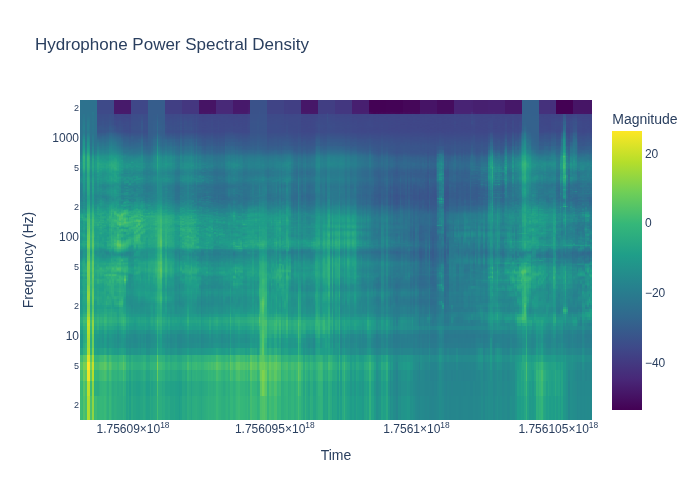 Hydrophone Power Spectral Density
Magnitude
20
0
−20
−40
Frequency (Hz)
2
1000
5
2
100
5
2
10
5
2
1.75609×10¹⁸ 1.756095×10¹⁸ 1.7561×10¹⁸ 1.756105×10¹⁸
Time